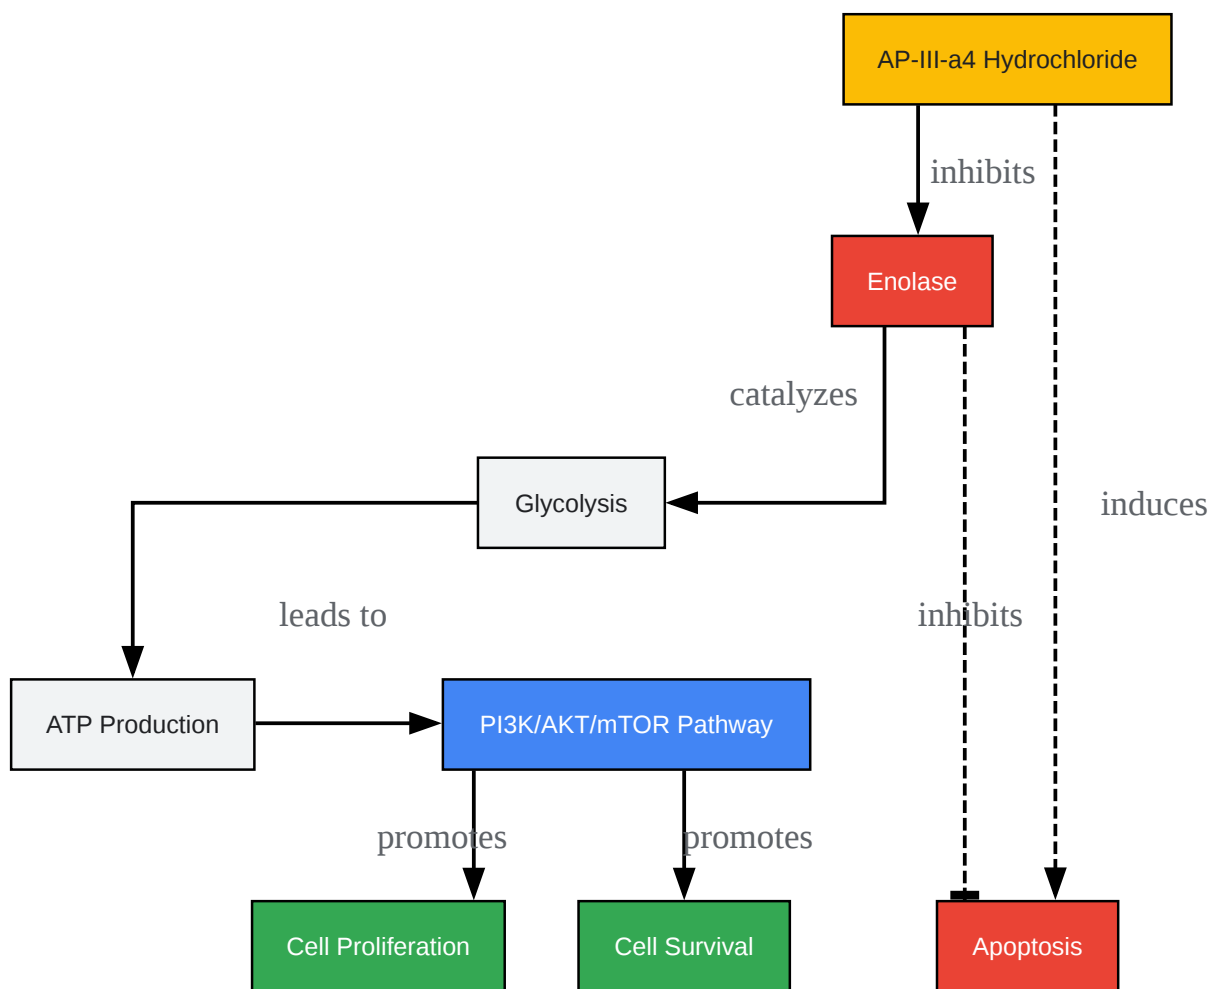 AP-III-a4 Hydrochloride
inhibits
Enolase
catalyzes
Glycolysis
induces
leads to
inhibits
ATP Production
PI3K/AKT/mTOR Pathway
promotes
promotes
Cell Proliferation
Cell Survival
Apoptosis